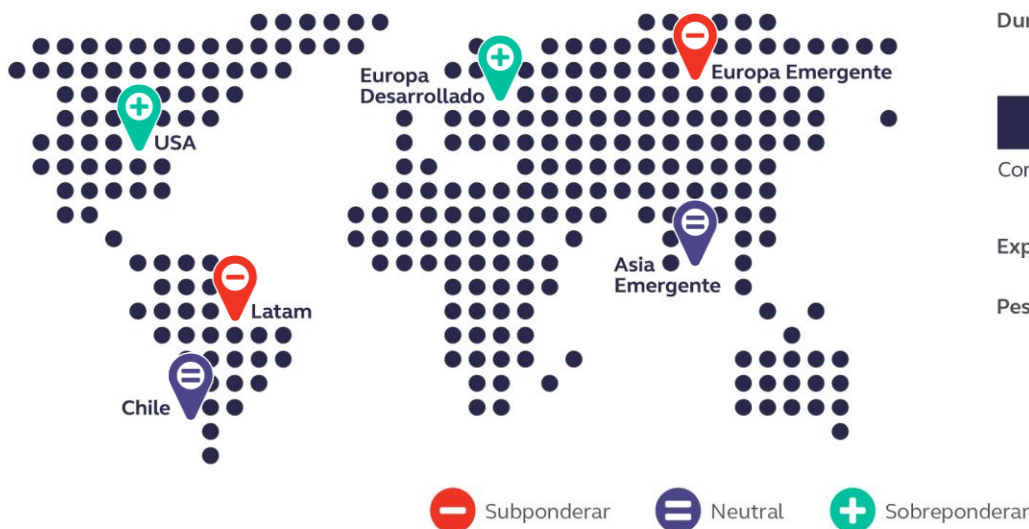 Europa
Desarrollado
Europa Emergente
USA
Asia
Emergente
Latam
Chile
Subponderar
Neutral
Sobreponderar